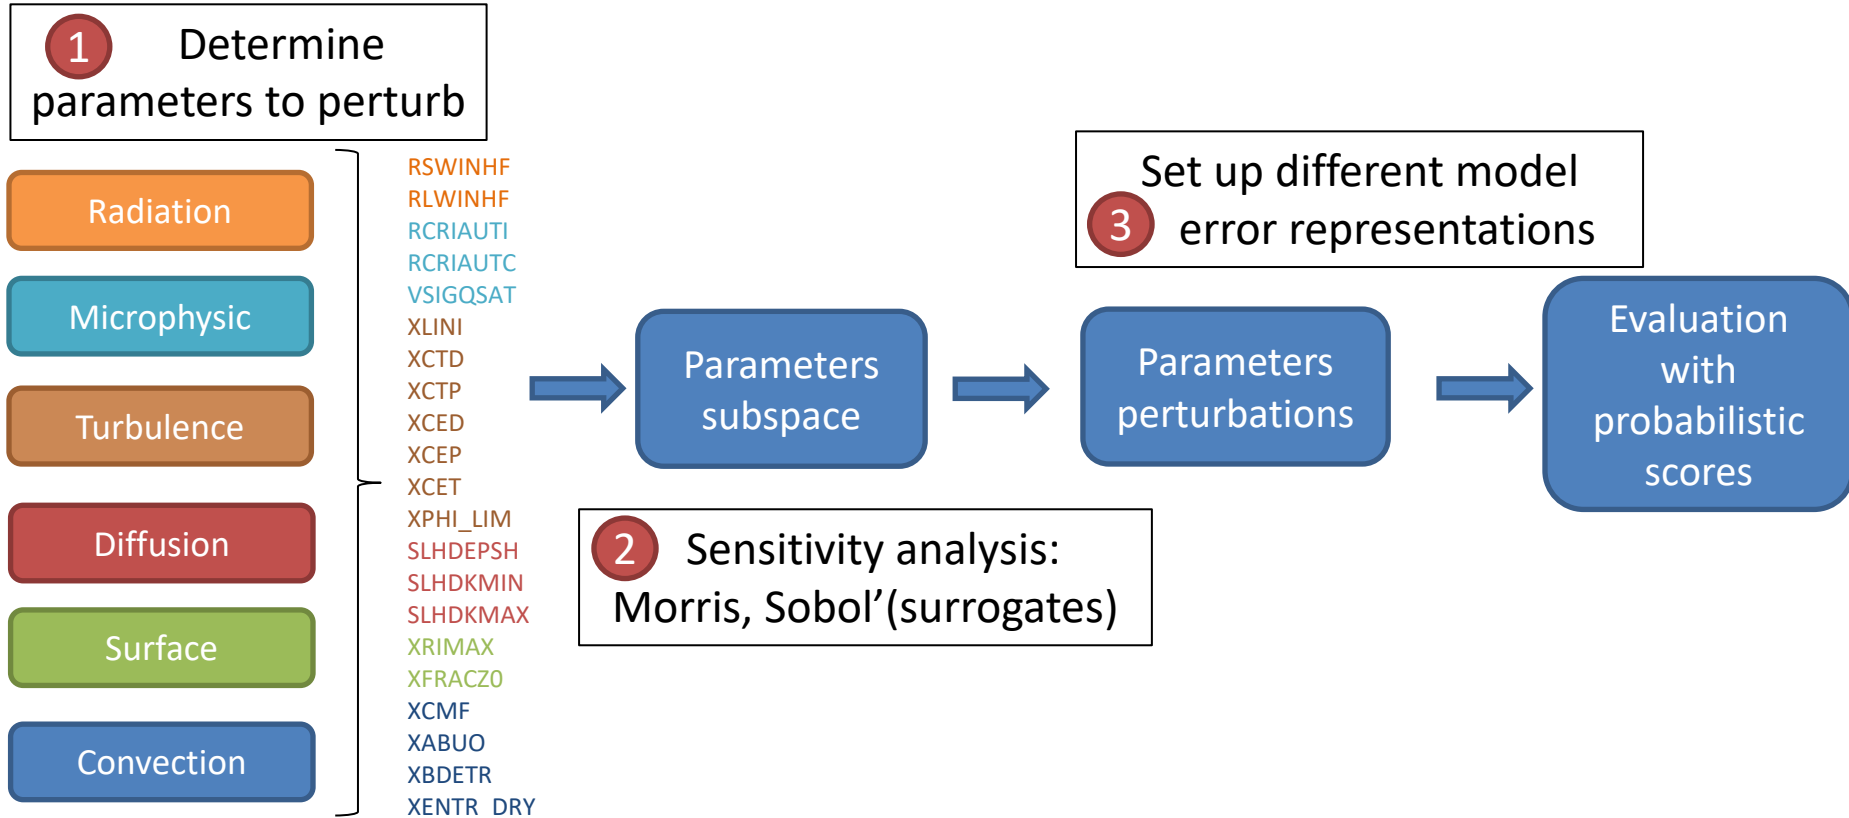 1 Determine
parameters to perturb
Radiation
Microphysic
Turbulence
Diffusion
Surface
Convection
RSWINHF
RLWINHF
RCRIAUTI
RCRIAUTC
VSIGQSAT
XLINI
XCTD
XCTP
XCED
XCEP
XCET
XPHI_LIM
SLHDEPSH
SLHDKMIN
SLHDKMAX
XRIMAX
XFRACZ0
XCMF
XABUO
XBDETR
XENTR_DRY
Parameters
subspace
2 Sensitivity analysis:
Morris, Sobol’(surrogates)
Set up different model
3 error representations
Parameters
perturbations
Evaluation
with
probabilistic
scores